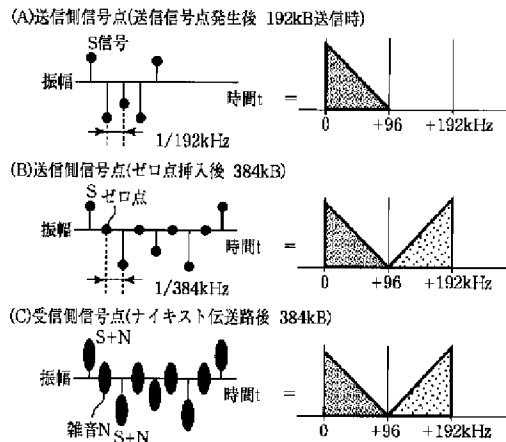 (A)送信側信号点(送信信号点発生後 192kB送信時)
S信号
振幅
時間t =
1/192kHz
0 +96 +192kHz
(B)送信側信号点(ゼロ点挿入後 384kB)
S ゼロ点
振幅
時間t =
1/384kHz
0 +96 +192kHz
(C)受信側信号点(ナイキスト伝送路後 384kB)
S+N
振幅
時間t =
雑音N S+N
0 +96 +192kHz